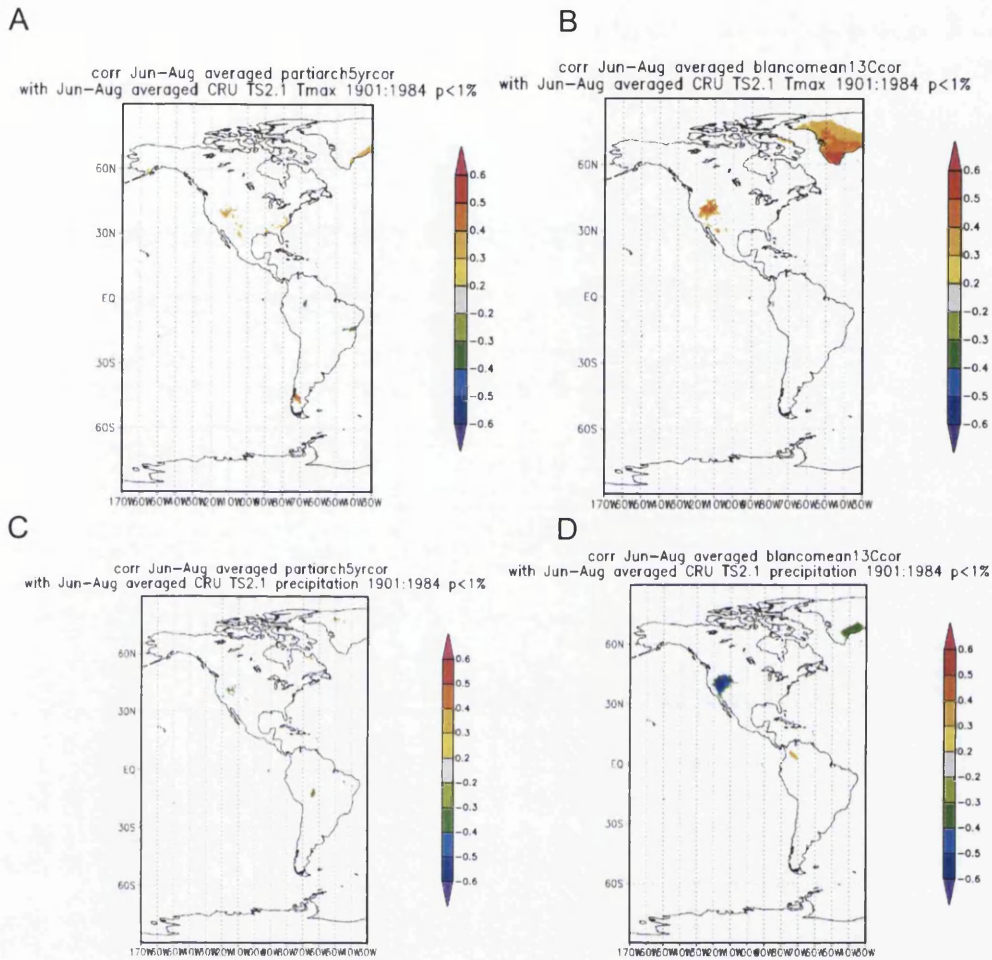 A
corr Jun-Aug averaged partiarch5yrcor
with Jun-Aug averaged CRU TS2.1 Tmax 1901:1984 p<1%
60N
30N
EQ
30S
60S
0.6
0.5
0.4
0.3
0.2
-0.2
-0.3
-0.4
-0.5
-0.6
B
corr Jun-Aug averaged blancomean13Ccor
with Jun-Aug averaged CRU TS2.1 Tmax 1901:1984 p<1%
60N
30N
EQ
30S
60S
0.6
0.5
0.4
0.3
0.2
-0.2
-0.3
-0.4
-0.5
-0.6
C
corr Jun-Aug averaged partiarch5yrcor
with Jun-Aug averaged CRU TS2.1 precipitation 1901:1984 p<1%
60N
30N
EQ
30S
60S
0.6
0.5
0.4
0.3
0.2
-0.2
-0.3
-0.4
-0.5
-0.6
D
corr Jun-Aug averaged blancomean13Ccor
with Jun-Aug averaged CRU TS2.1 precipitation 1901:1984 p<1%
60N
30N
EQ
30S
60S
0.6
0.5
0.4
0.3
0.2
-0.2
-0.3
-0.4
-0.5
-0.6